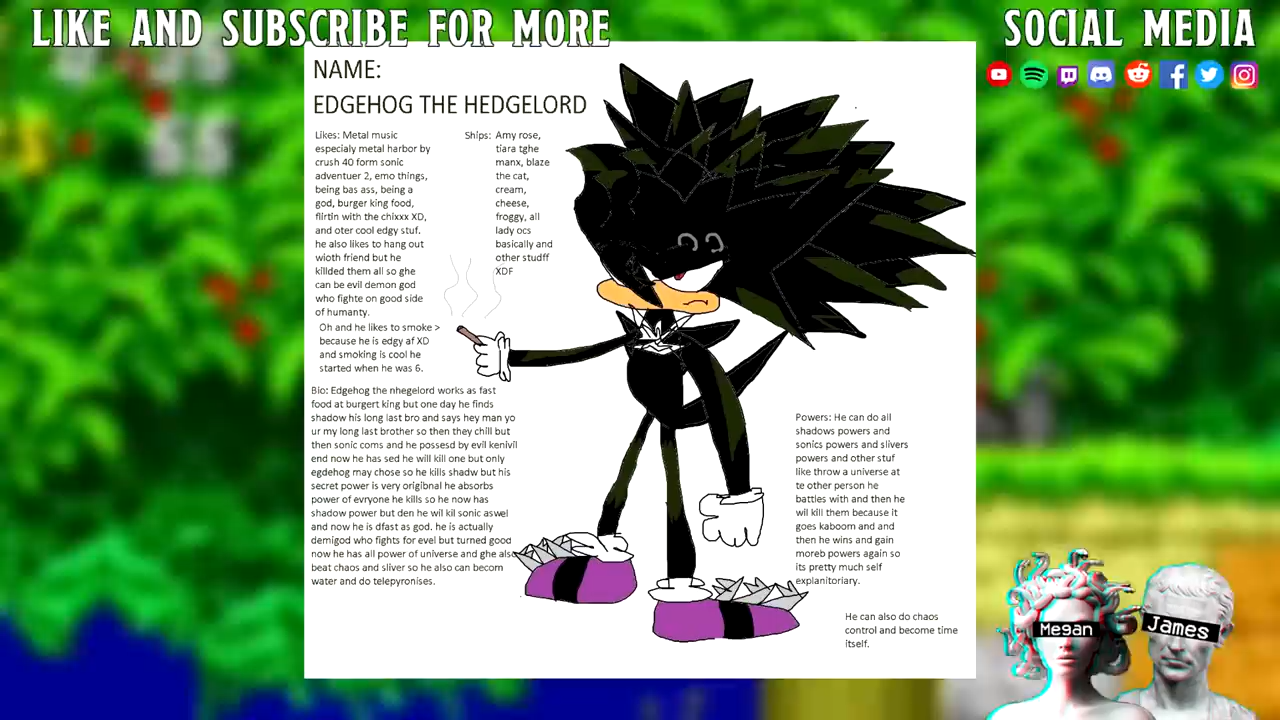 LIKE AND SUBSCRIBE FOR MORE
SOCIAL MEDIA
NAME:
EDGEHOG THE HEDGELORD
Likes: Metal music
especialy metal harbor by
crush 40 form sonic
adventuer 2, emo things,
being bas ass, being a
god, burger king food,
flirtin with the chixxx XD,
and oter cool edgy stuf.
he also likes to hang out
wioth friend but he
killded them all so ghe
can be evil demon god
who fighte on good side
of humanty.
Oh and he likes to smoke >
because he is edgy af XD
and smoking is cool he
started when he was 6.
Ships: Amy rose,
tiara tghe
manx, blaze
the cat,
cream,
cheese,
froggy, all
lady ocs
basically and
other studff
XDF
Bio: Edgehog the nhegelord works as fast
food at burgert king but one day he finds
shadow his long last bro and says hey man yo
ur my long last brother so then they chill but
then sonic coms and he possesd by evil kenivil
end now he has sed he will kill one but only
egdehog may chose so he kills shadw but his
secret power is very origibnal he absorbs
power of evryone he kills so he now has
shadow power but den he wil kil sonic aswel
and now he is dfast as god. he is actually
demigod who fights for evel but turned good
now he has all power of universe and ghe also
beat chaos and sliver so he also can becom
water and do telepyronises.
Powers: He can do all
shadows powers and
sonics powers and slivers
powers and other stuf
like throw a universe at
te other person he
battles with and then he
wil kill them because it
goes kaboom and and
then he wins and gain
moreb powers again so
its pretty much self
explanitoriary.
He can also do chaos
control and become time
itself.
Megan
James